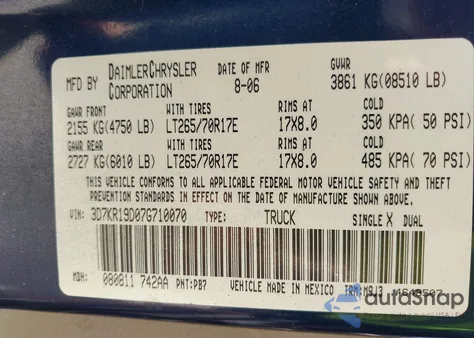 MFD BY DAIMLERCHRYSLER CORPORATION DATE OF MFR 8-06 GVWR 3861 KG(08510 LB)
GAWR FRONT WITH TIRES RIMS AT COLD
2155 KG(4750 LB) LT265/70R17E 17X8.0 350 KPA( 50 PSI)
GAWR REAR WITH TIRES RIMS AT COLD
2727 KG(6010 LB) LT265/70R17E 17X8.0 485 KPA( 70 PSI)
THIS VEHICLE CONFORMS TO ALL APPLICABLE FEDERAL MOTOR VEHICLE SAFETY AND THEFT
PREVENTION STANDARDS IN EFFECT ON THE DATE OF MANUFACTURE SHOWN ABOVE.
VIN: 3D7KR19D07G710070 TYPE: TRUCK SINGLE X DUAL
MDH: 080811 742AA PNT:PB7 VEHICLE MADE IN MEXICO TRM:M9J3
autosnap